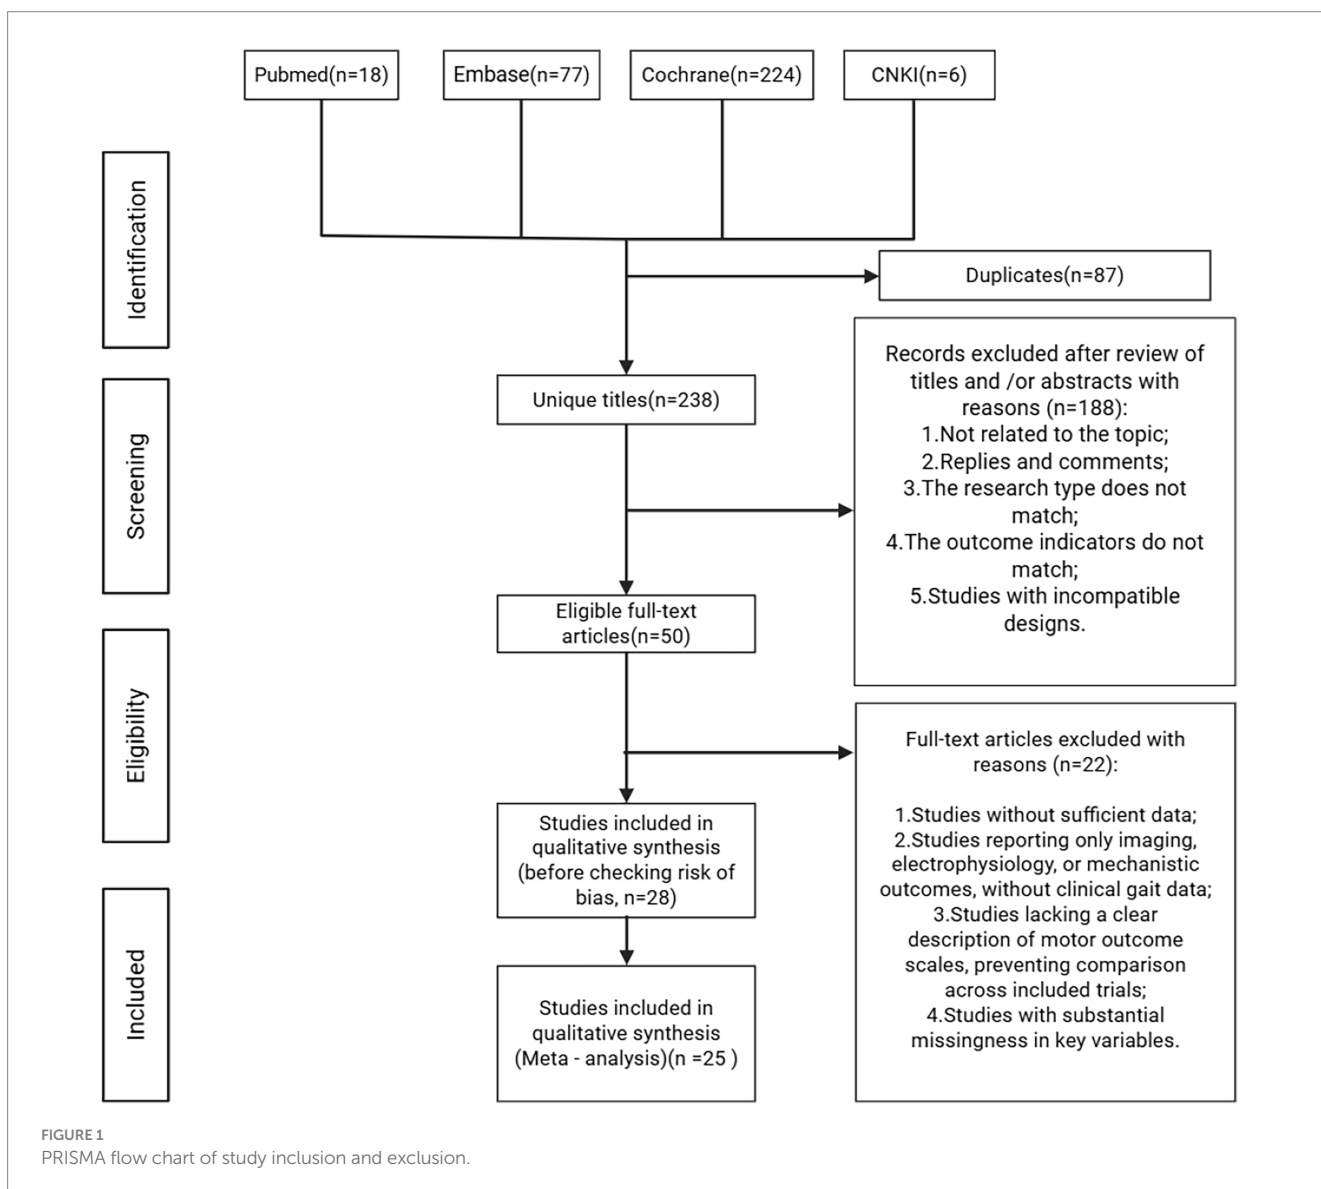 Pubmed(n=18)
Embase(n=77)
Cochrane(n=224)
CNKI(n=6)
Identification
Duplicates(n=87)
Unique titles(n=238)
Records excluded after review of
titles and /or abstracts with
reasons (n=188):
1.Not related to the topic;
2.Replies and comments;
3.The research type does not
match;
4.The outcome indicators do not
match;
5.Studies with incompatible
designs.
Screening
Eligible full-text
articles(n=50)
Eligibility
Full-text articles excluded with
reasons (n=22):
1.Studies without sufficient data;
2.Studies reporting only imaging,
electrophysiology, or mechanistic
outcomes, without clinical gait data;
3.Studies lacking a clear
description of motor outcome
scales, preventing comparison
across included trials;
4.Studies with substantial
missingness in key variables.
Studies included in
qualitative synthesis
(before checking risk of
bias, n=28)
Included
Studies included in
qualitative synthesis
(Meta - analysis)(n =25 )
FIGURE 1
PRISMA flow chart of study inclusion and exclusion.